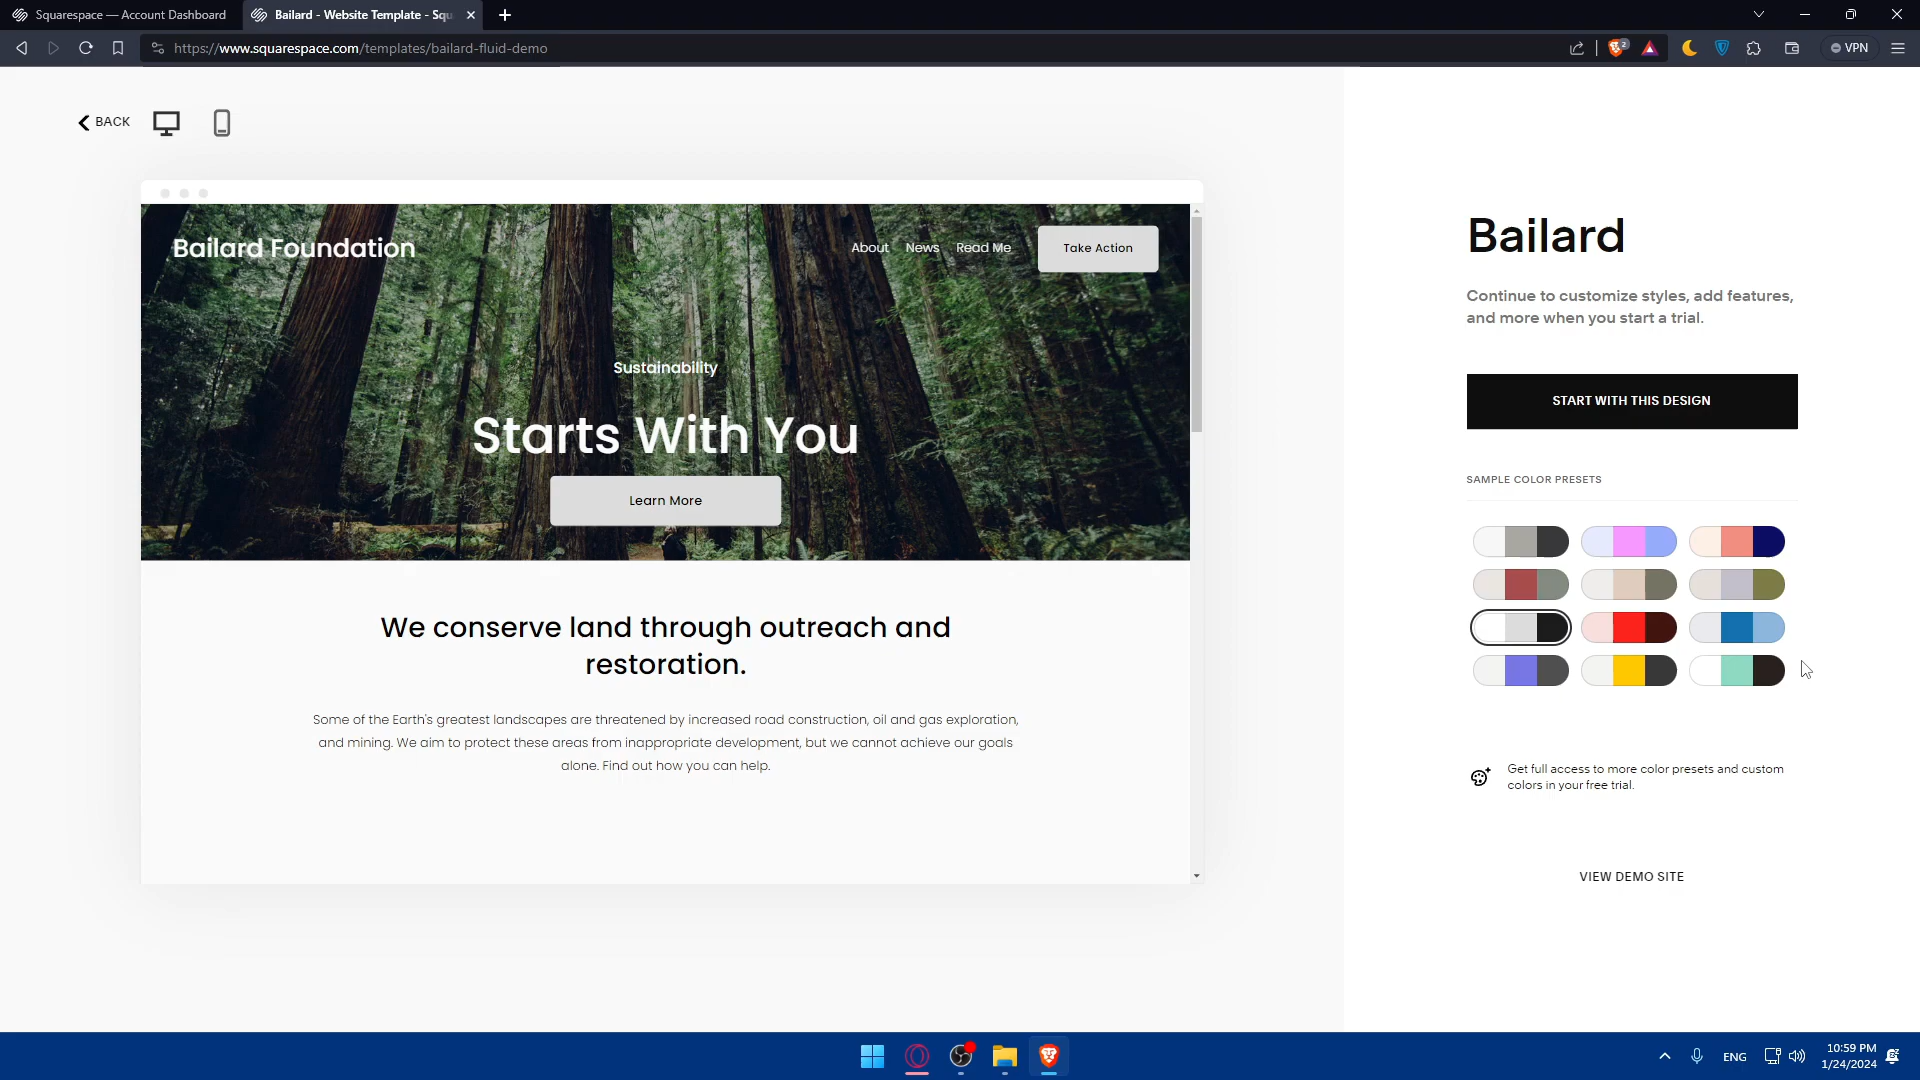 Squarespace — Account Dashboard
Bailard - Website Template - Squ
https://www.squarespace.com/templates/bailard-fluid-demo
2
VPN
BACK
Bailard Foundation
About
News
Read Me
Take Action
Sustainability
Starts With You
Learn More
We conserve land through outreach and
restoration.
Some of the Earth's greatest landscapes are threatened by increased road construction, oil and gas exploration,
and mining. We aim to protect these areas from inappropriate development, but we cannot achieve our goals
alone. Find out how you can help.
Bailard
Continue to customize styles, add features,
and more when you start a trial.
START WITH THIS DESIGN
SAMPLE COLOR PRESETS
Get full access to more color presets and custom
colors in your free trial.
VIEW DEMO SITE
ENG
10:59 PM
1/24/2024